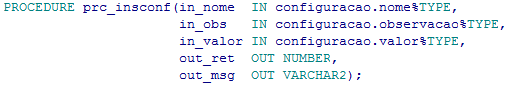 PROCEDURE prc_insconf(in_nome  IN configuracao.nome%TYPE,
                      in_obs   IN configuracao.observacao%TYPE,
                      in_valor IN configuracao.valor%TYPE,
                      out_ret  OUT NUMBER,
                      out_msg  OUT VARCHAR2);